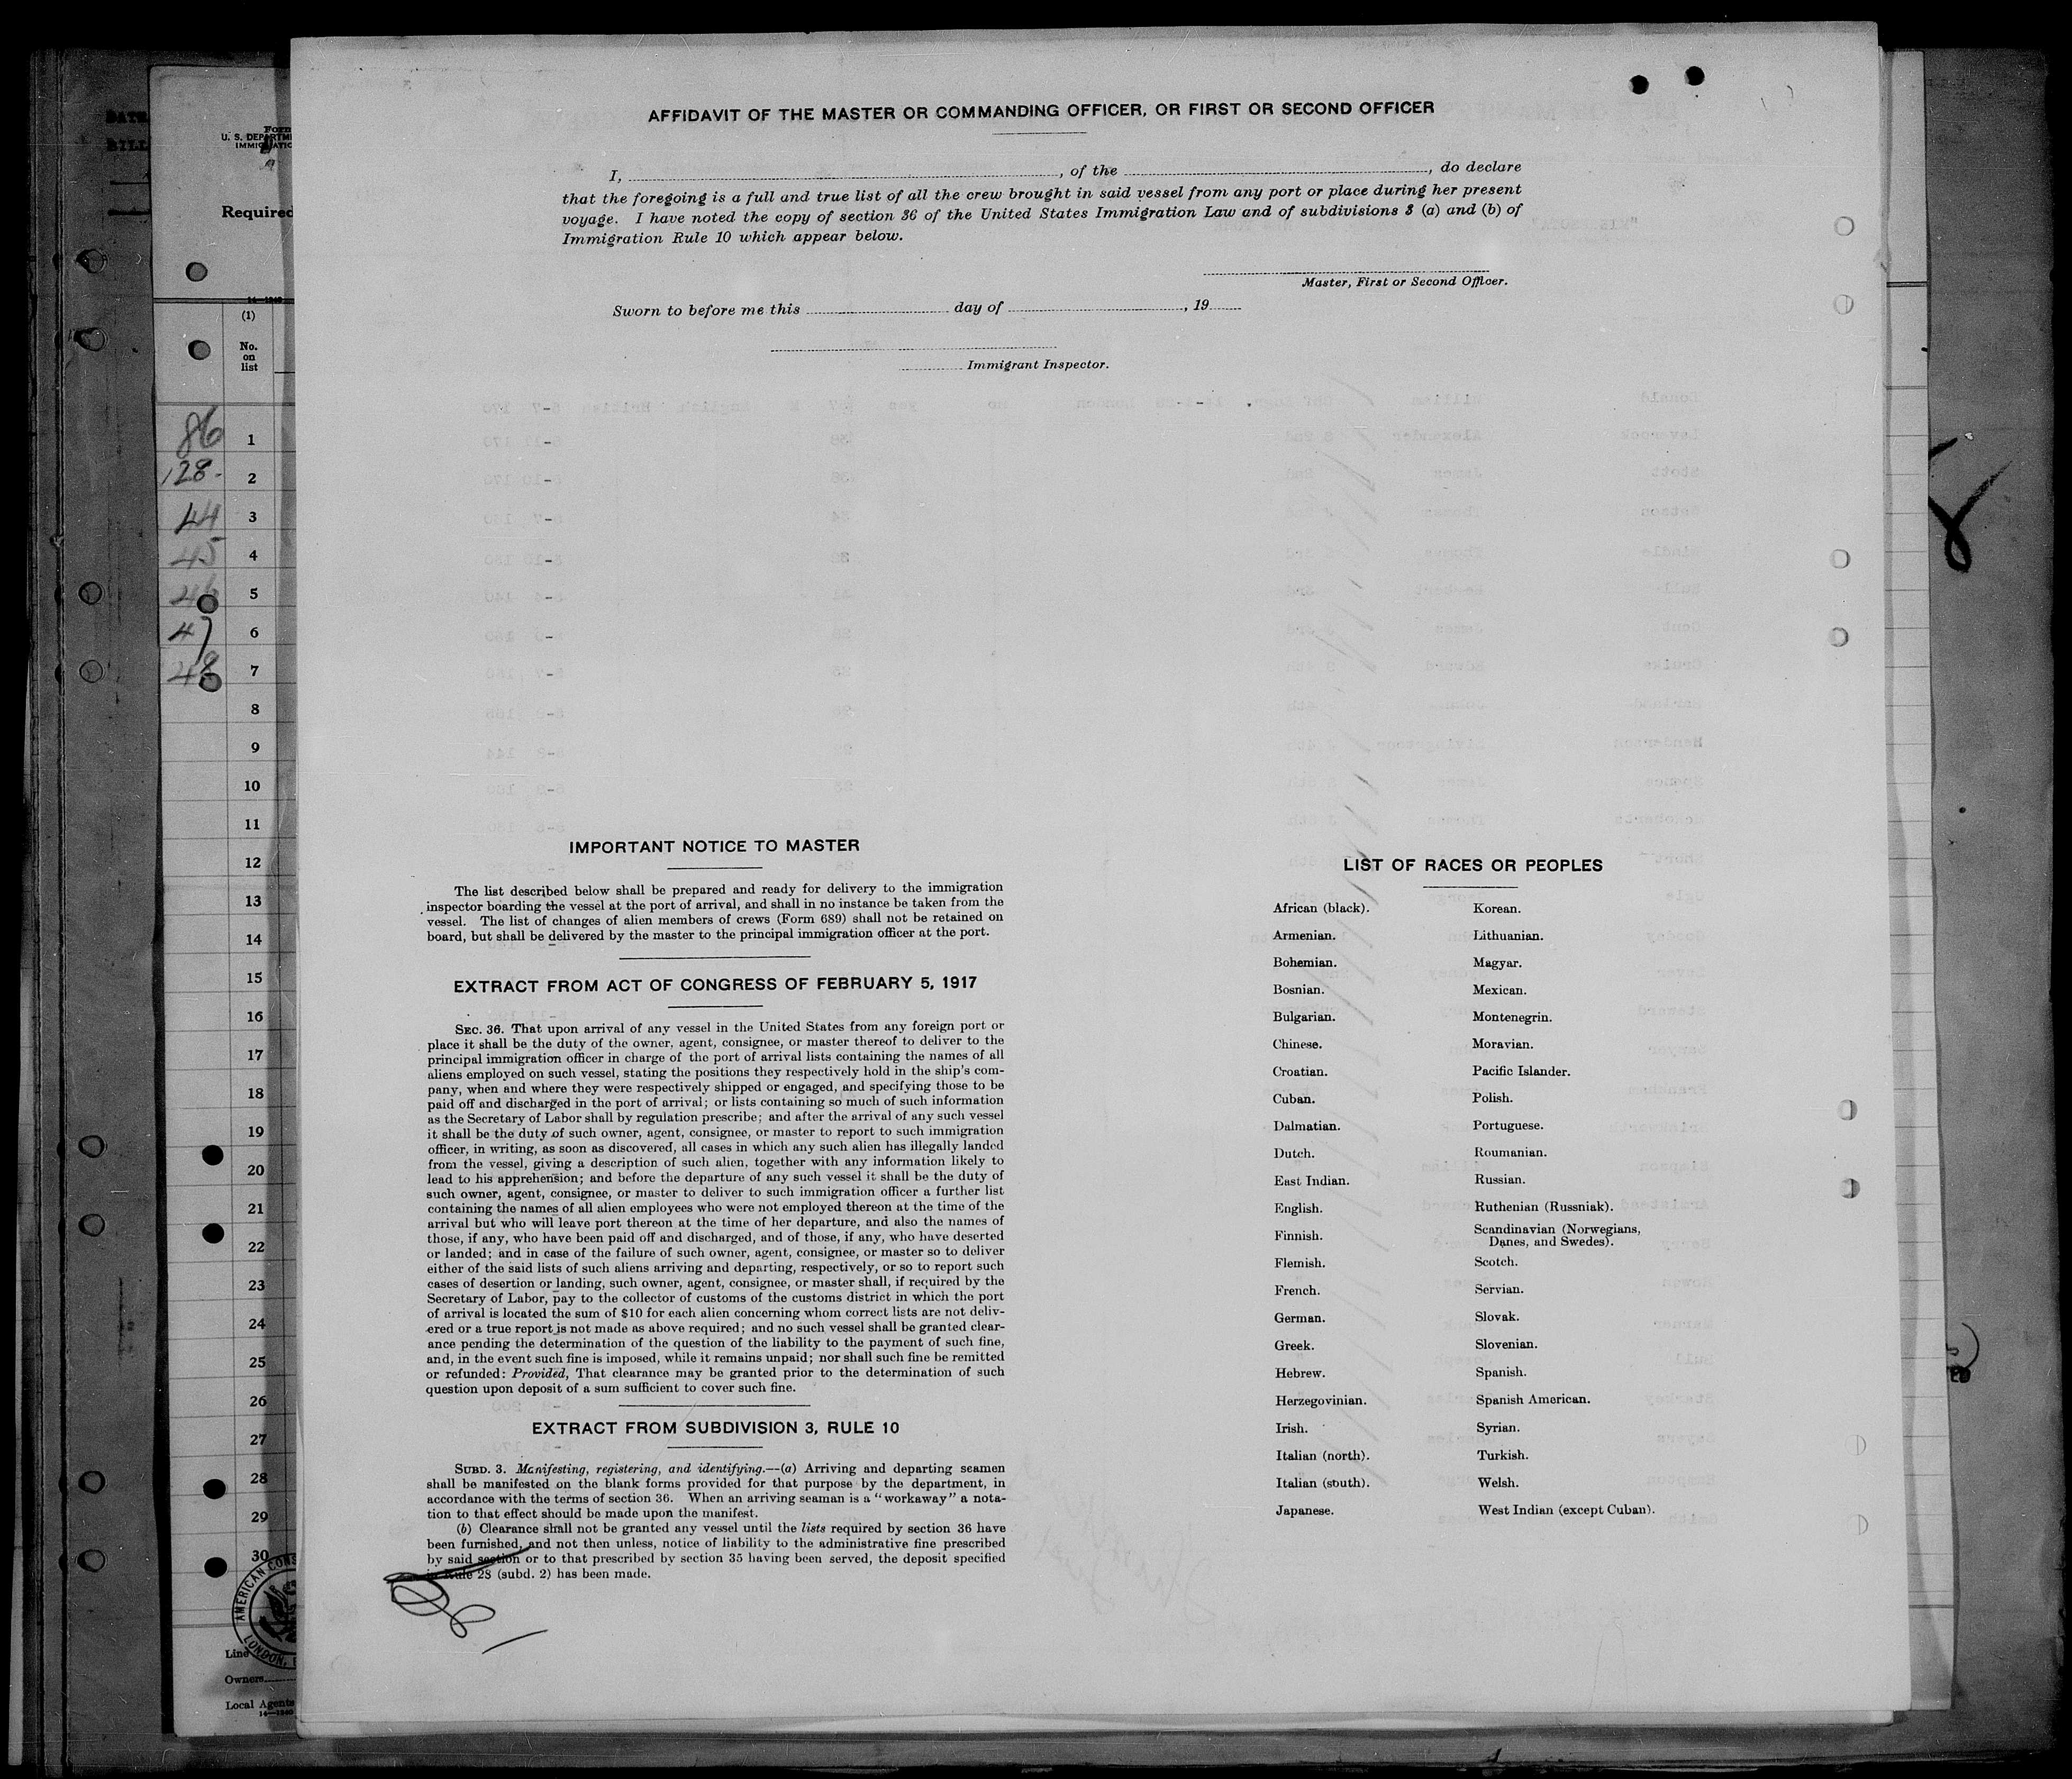 AFFIDAVIT OF THE MASTER OR COMMANDING OFFICER, OR FIRST OR SECOND OFFICER
I, , of the , do declare
that the foregoing is a full and true list of all the crew brought in said vessel from any port or place during her present
voyage. I have noted the copy of section 36 of the United States Immigration Law and of subdivisions 3 (a) and (b) of
Immigration Rule 10 which appear below.
Master, First or Second Officer.
Sworn to before me this day of , 19
Immigrant Inspector.
IMPORTANT NOTICE TO MASTER
The list described below shall be prepared and ready for delivery to the immigration
inspector boarding the vessel at the port of arrival, and shall in no instance be taken from the
vessel. The list of changes of alien members of crews (Form 689) shall not be retained on
board, but shall be delivered by the master to the principal immigration officer at the port.
EXTRACT FROM ACT OF CONGRESS OF FEBRUARY 5, 1917
SEC. 36. That upon arrival of any vessel in the United States from any foreign port or
place it shall be the duty of the owner, agent, consignee, or master thereof to deliver to the
principal immigration officer in charge of the port of arrival lists containing the names of all
aliens employed on such vessel, stating the positions they respectively hold in the ship's com-
pany, when and where they were respectively shipped or engaged, and specifying those to be
paid off and discharged in the port of arrival; or lists containing so much of such information
as the Secretary of Labor shall by regulation prescribe; and after the arrival of any such vessel
it shall be the duty of such owner, agent, consignee, or master to report to such immigration
officer, in writing, as soon as discovered, all cases in which any such alien has illegally landed
from the vessel, giving a description of such alien, together with any information likely to
lead to his apprehension; and before the departure of any such vessel it shall be the duty of
such owner, agent, consignee, or master to deliver to such immigration officer a further list
containing the names of all alien employees who were not employed thereon at the time of the
arrival but who will leave port thereon at the time of her departure, and also the names of
those, if any, who have been paid off and discharged, and of those, if any, who have deserted
or landed; and in case of the failure of such owner, agent, consignee, or master so to deliver
either of the said lists of such aliens arriving and departing, respectively, or so to report such
cases of desertion or landing, such owner, agent, consignee, or master shall, if required by the
Secretary of Labor, pay to the collector of customs of the customs district in which the port
of arrival is located the sum of $10 for each alien concerning whom correct lists are not deliv-
ered or a true report is not made as above required; and no such vessel shall be granted clear-
ance pending the determination of the question of the liability to the payment of such fine,
and, in the event such fine is imposed, while it remains unpaid; nor shall such fine be remitted
or refunded: Provided, That clearance may be granted prior to the determination of such
question upon deposit of a sum sufficient to cover such fine.
EXTRACT FROM SUBDIVISION 3, RULE 10
SUBD. 3. Manifesting, registering, and identifying.—(a) Arriving and departing seamen
shall be manifested on the blank forms provided for that purpose by the department, in
accordance with the terms of section 36. When an arriving seaman is a "workaway" a nota-
tion to that effect should be made upon the manifest.
(b) Clearance shall not be granted any vessel until the lists required by section 36 have
been furnished, and not then unless, notice of liability to the administrative fine prescribed
by said section or to that prescribed by section 35 having been served, the deposit specified
in Rule 28 (subd. 2) has been made.
LIST OF RACES OR PEOPLES
African (black). Korean.
Armenian. Lithuanian.
Bohemian. Magyar.
Bosnian. Mexican.
Bulgarian. Montenegrin.
Chinese. Moravian.
Croatian. Pacific Islander.
Cuban. Polish.
Dalmatian. Portuguese.
Dutch. Roumanian.
East Indian. Russian.
English. Ruthenian (Russniak).
Finnish. Scandinavian (Norwegians,
Danes, and Swedes).
Flemish. Scotch.
French. Servian.
German. Slovak.
Greek. Slovenian.
Hebrew. Spanish.
Herzegovinian. Spanish American.
Irish. Syrian.
Italian (north). Turkish.
Italian (south). Welsh.
Japanese. West Indian (except Cuban).
Form
Required
(1)
No.
on
list
86 1
128- 2
44 3
45 4
46 5
47 6
48 7
8
9
10
11
12
13
14
15
16
17
18
19
20
21
22
23
24
25
26
27
28
29
30
AMERICAN CONS
LONDON,
Line
Owners
Local Agents
14—1240